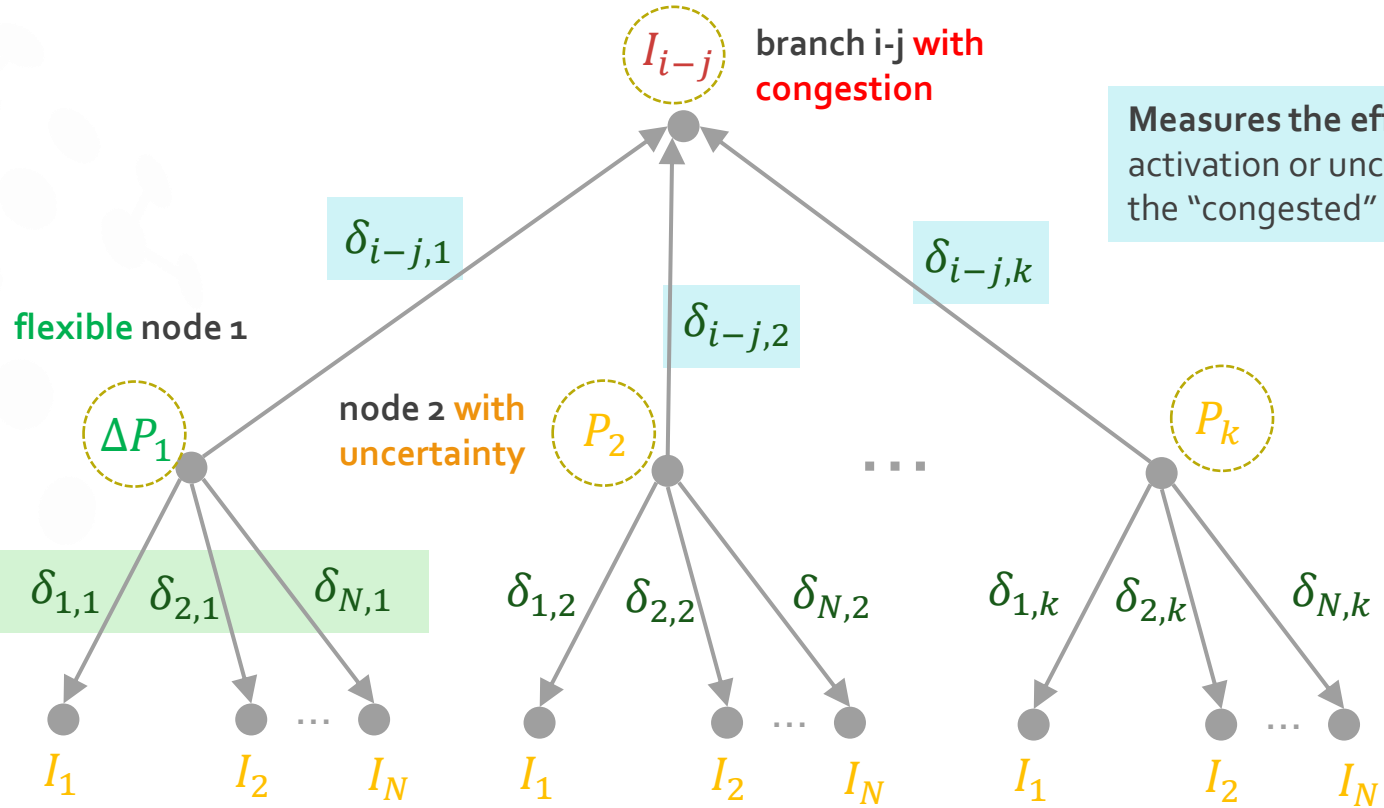 I_{i−j}
branch i-j with
congestion
Measures the
activation or
the “congested”
δ_{i−j,1}
δ_{i−j,2}
δ_{i−j,k}
flexible node 1
ΔP_1
node 2 with
uncertainty
P_2
...
P_k
δ_{1,1} δ_{2,1} δ_{N,1}
δ_{1,2} δ_{2,2} δ_{N,2}
δ_{1,k} δ_{2,k} δ_{N,k}
... ... ...
I_1 I_2 I_N I_1 I_2 I_N I_1 I_2 I_N